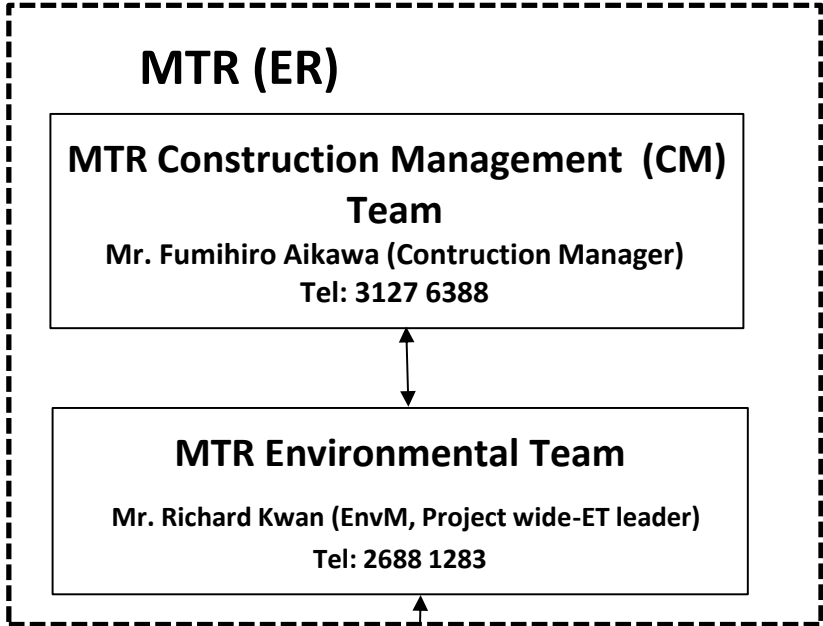 MTR (ER)
MTR Construction Management (CM)
Team
Mr. Fumihiro Aikawa (Contruction Manager)
Tel: 3127 6388
MTR Environmental Team
Mr. Richard Kwan (EnvM, Project wide-ET leader)
Tel: 2688 1283